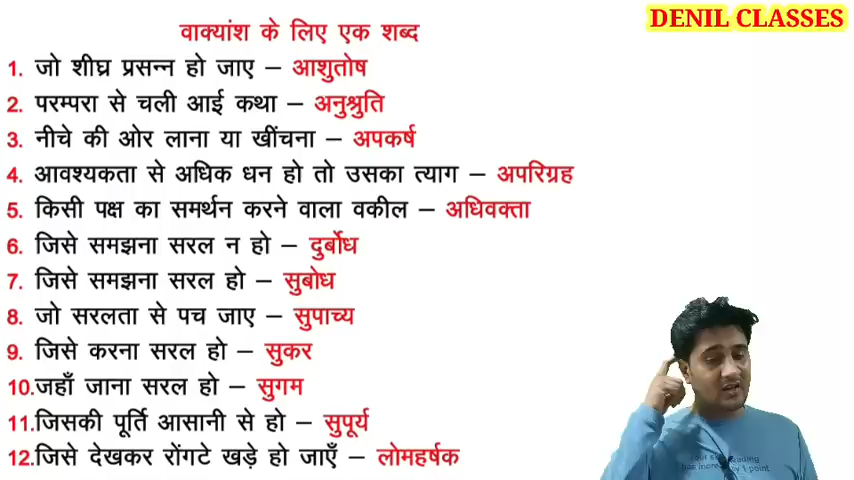 DENIL CLASSES
वाक्यांश के लिए एक शब्द
1. जो शीघ्र प्रसन्न हो जाए – आशुतोष
2. परम्परा से चली आई कथा – अनुश्रुति
3. नीचे की ओर लाना या खींचना – अपकर्ष
4. आवश्यकता से अधिक धन हो तो उसका त्याग – अपरिग्रह
5. किसी पक्ष का समर्थन करने वाला वकील – अधिवक्ता
6. जिसे समझना सरल न हो – दुर्बोध
7. जिसे समझना सरल हो – सुबोध
8. जो सरलता से पच जाए – सुपाच्य
9. जिसे करना सरल हो – सुकर
10.जहाँ जाना सरल हो – सुगम
11.जिसकी पूर्ति आसानी से हो – सुपूर्य
12.जिसे देखकर रोंगटे खड़े हो जाएँ – लोमहर्षक